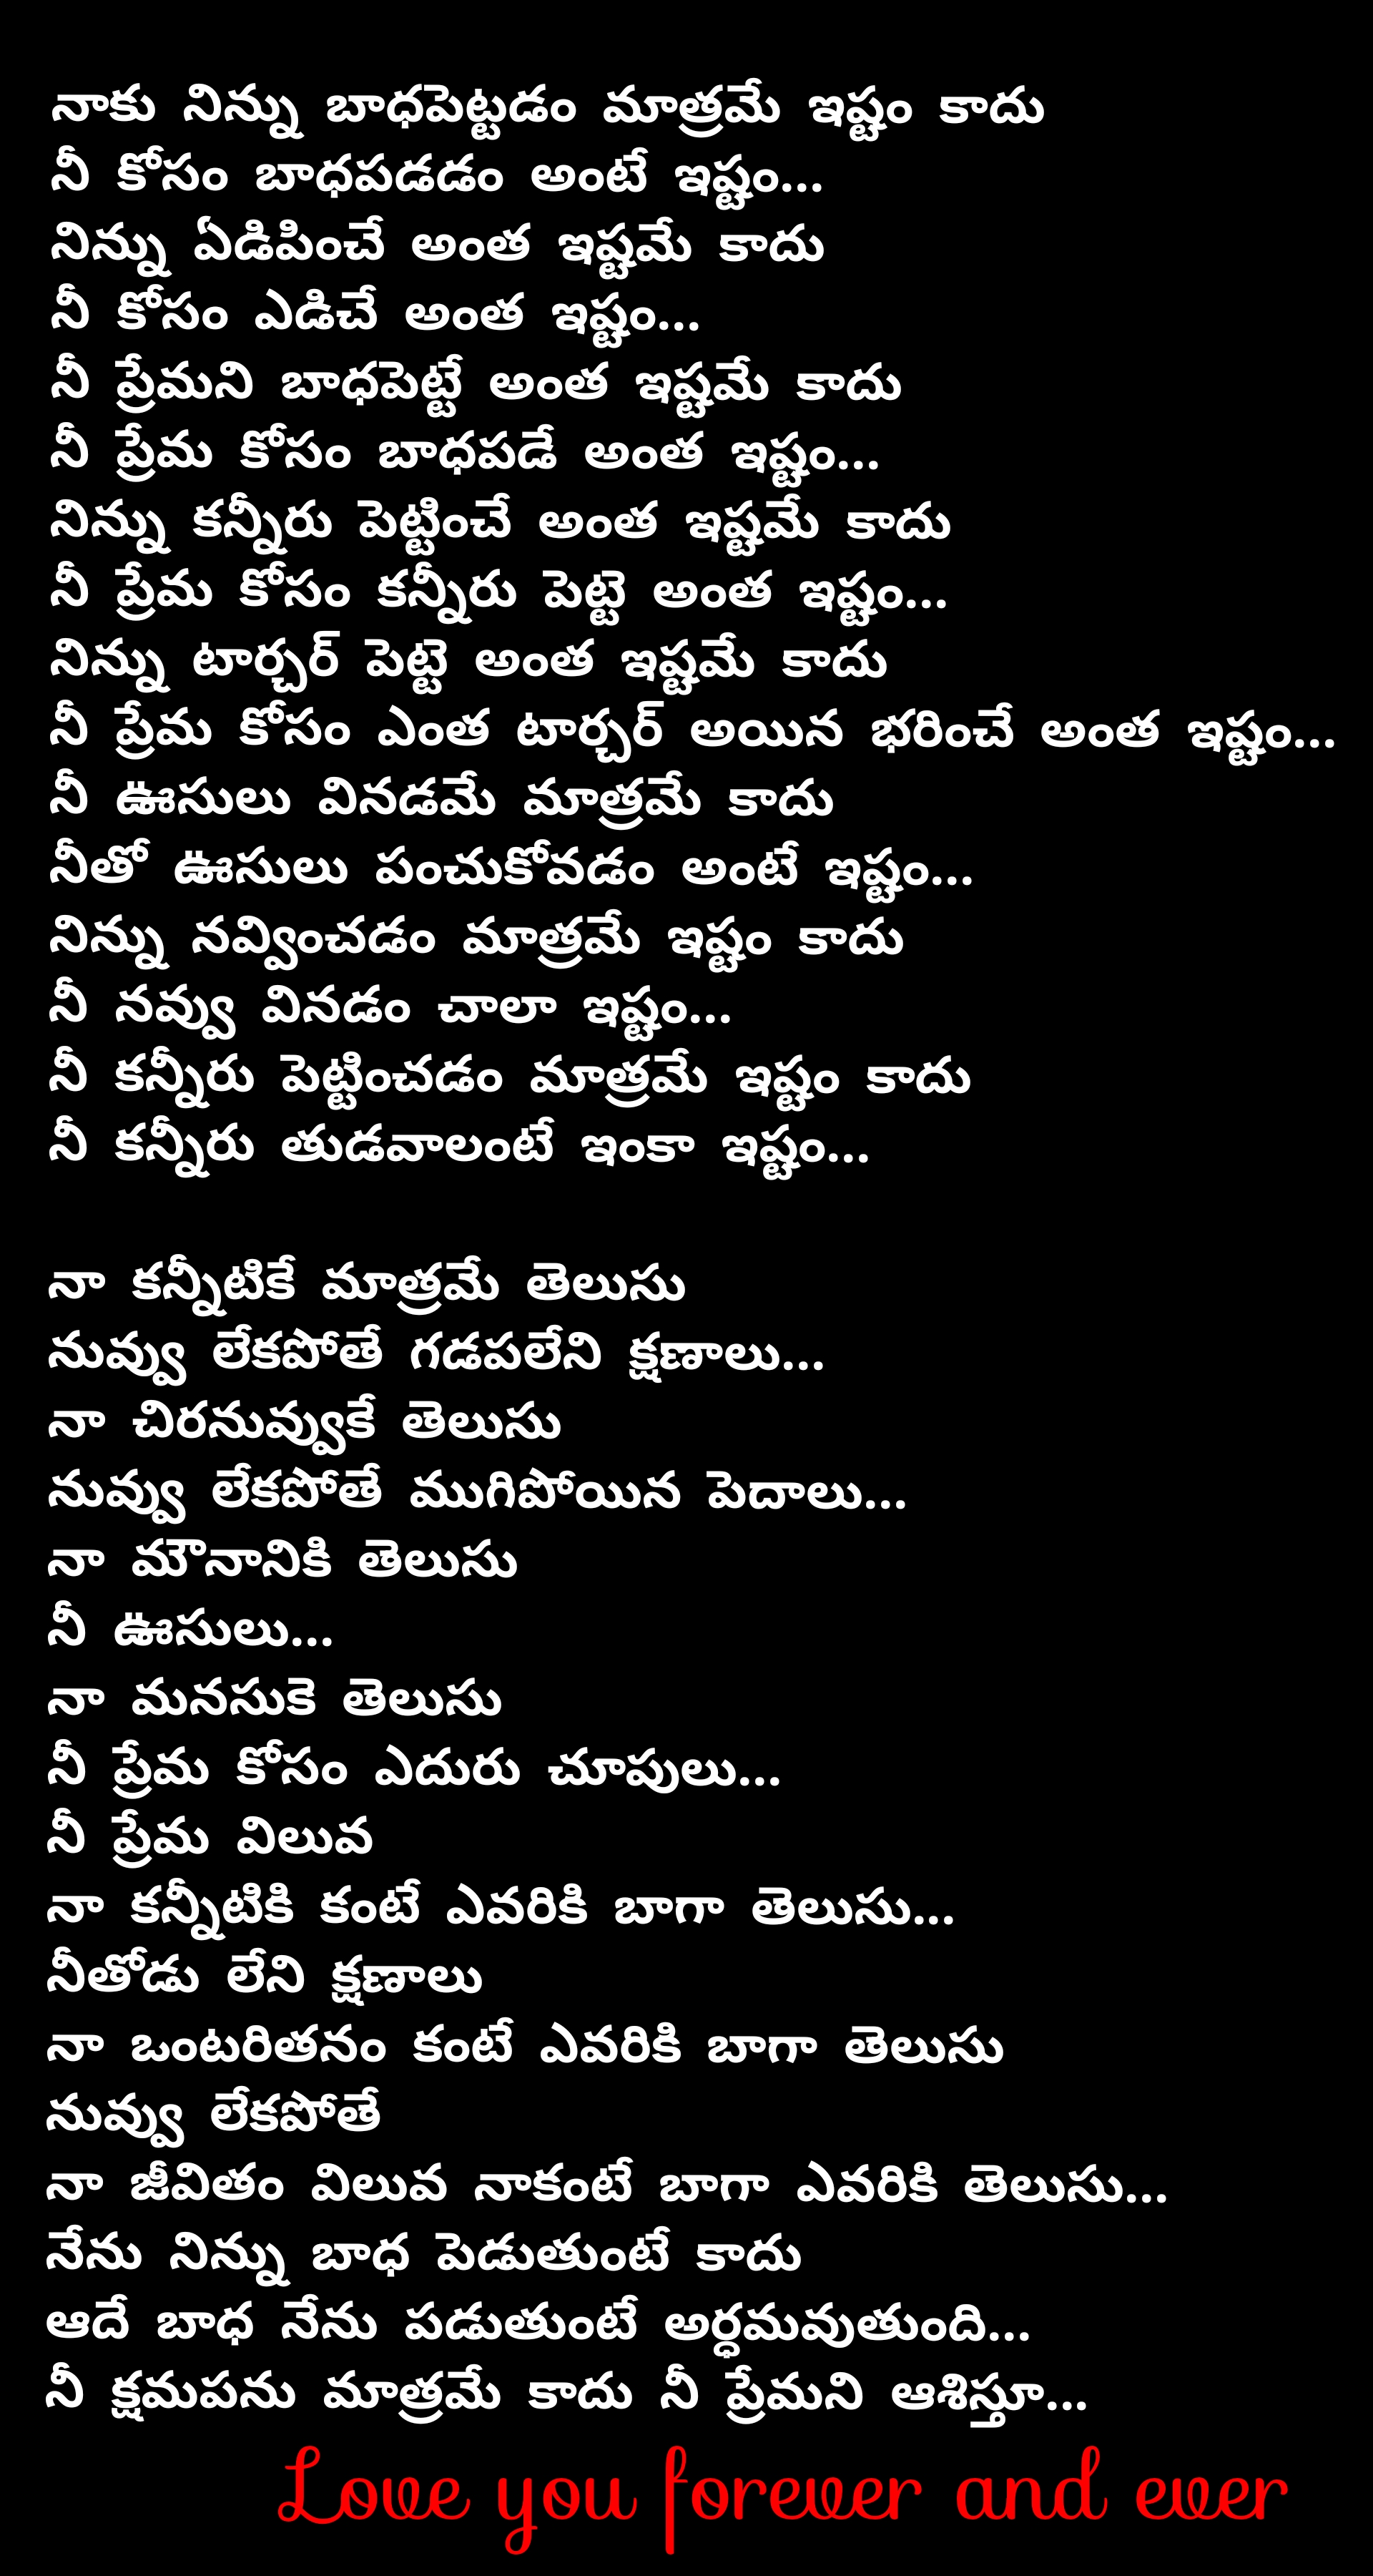 నాకు నిన్ను బాధపెట్టడం మాత్రమే ఇష్టం కాదు
నీ కోసం బాధపడడం అంటే ఇష్టం...
నిన్ను ఏడిపించే అంత ఇష్టమే కాదు
నీ కోసం ఎడిచే అంత ఇష్టం...
నీ ప్రేమని బాధపెట్టే అంత ఇష్టమే కాదు
నీ ప్రేమ కోసం బాధపడే అంత ఇష్టం...
నిన్ను కన్నీరు పెట్టించే అంత ఇష్టమే కాదు
నీ ప్రేమ కోసం కన్నీరు పెట్టె అంత ఇష్టం...
నిన్ను టార్చర్ పెట్టె అంత ఇష్టమే కాదు
నీ ప్రేమ కోసం ఎంత టార్చర్ అయిన భరించే అంత ఇష్టం...
నీ ఊసులు వినడమే మాత్రమే కాదు
నీతో ఊసులు పంచుకోవడం అంటే ఇష్టం...
నిన్ను నవ్వించడం మాత్రమే ఇష్టం కాదు
నీ నవ్వు వినడం చాలా ఇష్టం...
నీ కన్నీరు పెట్టించడం మాత్రమే ఇష్టం కాదు
నీ కన్నీరు తుడవాలంటే ఇంకా ఇష్టం...
నా కన్నీటికే మాత్రమే తెలుసు
నువ్వు లేకపోతే గడపలేని క్షణాలు...
నా చిరనువ్వుకే తెలుసు
నువ్వు లేకపోతే ముగిపోయిన పెదాలు...
నా మౌనానికి తెలుసు
నీ ఊసులు...
నా మనసుకె తెలుసు
నీ ప్రేమ కోసం ఎదురు చూపులు...
నీ ప్రేమ విలువ
నా కన్నీటికి కంటే ఎవరికి బాగా తెలుసు...
నీతోడు లేని క్షణాలు
నా ఒంటరితనం కంటే ఎవరికి బాగా తెలుసు
నువ్వు లేకపోతే
నా జీవితం విలువ నాకంటే బాగా ఎవరికి తెలుసు...
నేను నిన్ను బాధ పెడుతుంటే కాదు
ఆదే బాధ నేను పడుతుంటే అర్ధమవుతుంది...
నీ క్షమపను మాత్రమే కాదు నీ ప్రేమని ఆశిస్తూ...
Love you forever and ever